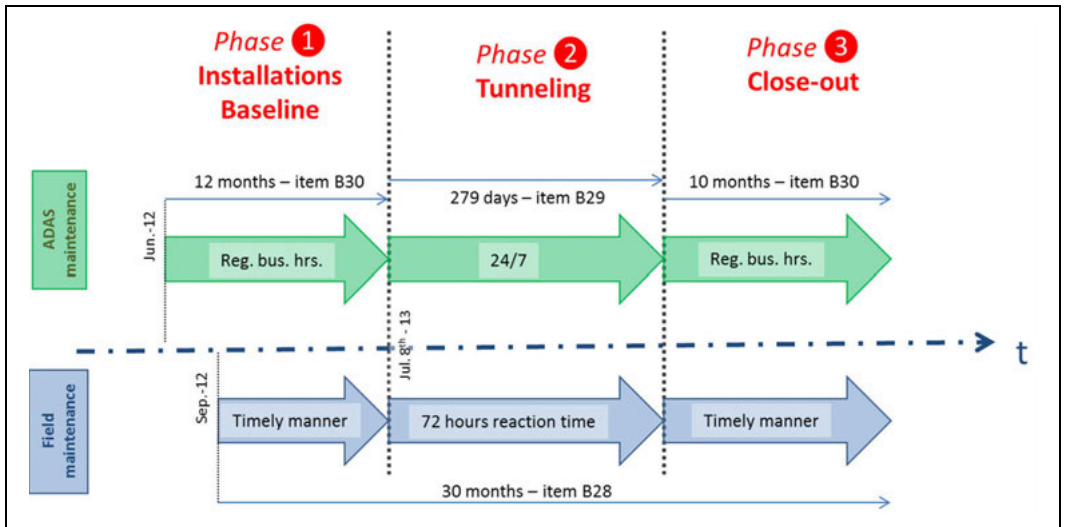 Phase 1
Installations
Baseline
Phase 2
Tunneling
Phase 3
Close-out
ADAS
maintenance
12 months – item B30
279 days – item B29
10 months – item B30
Jun.-12
Reg. bus. hrs.
24/7
Reg. bus. hrs.
Jul. 8th - 13
t
Field
maintenance
Sep.-12
Timely manner
72 hours reaction time
Timely manner
30 months – item B28